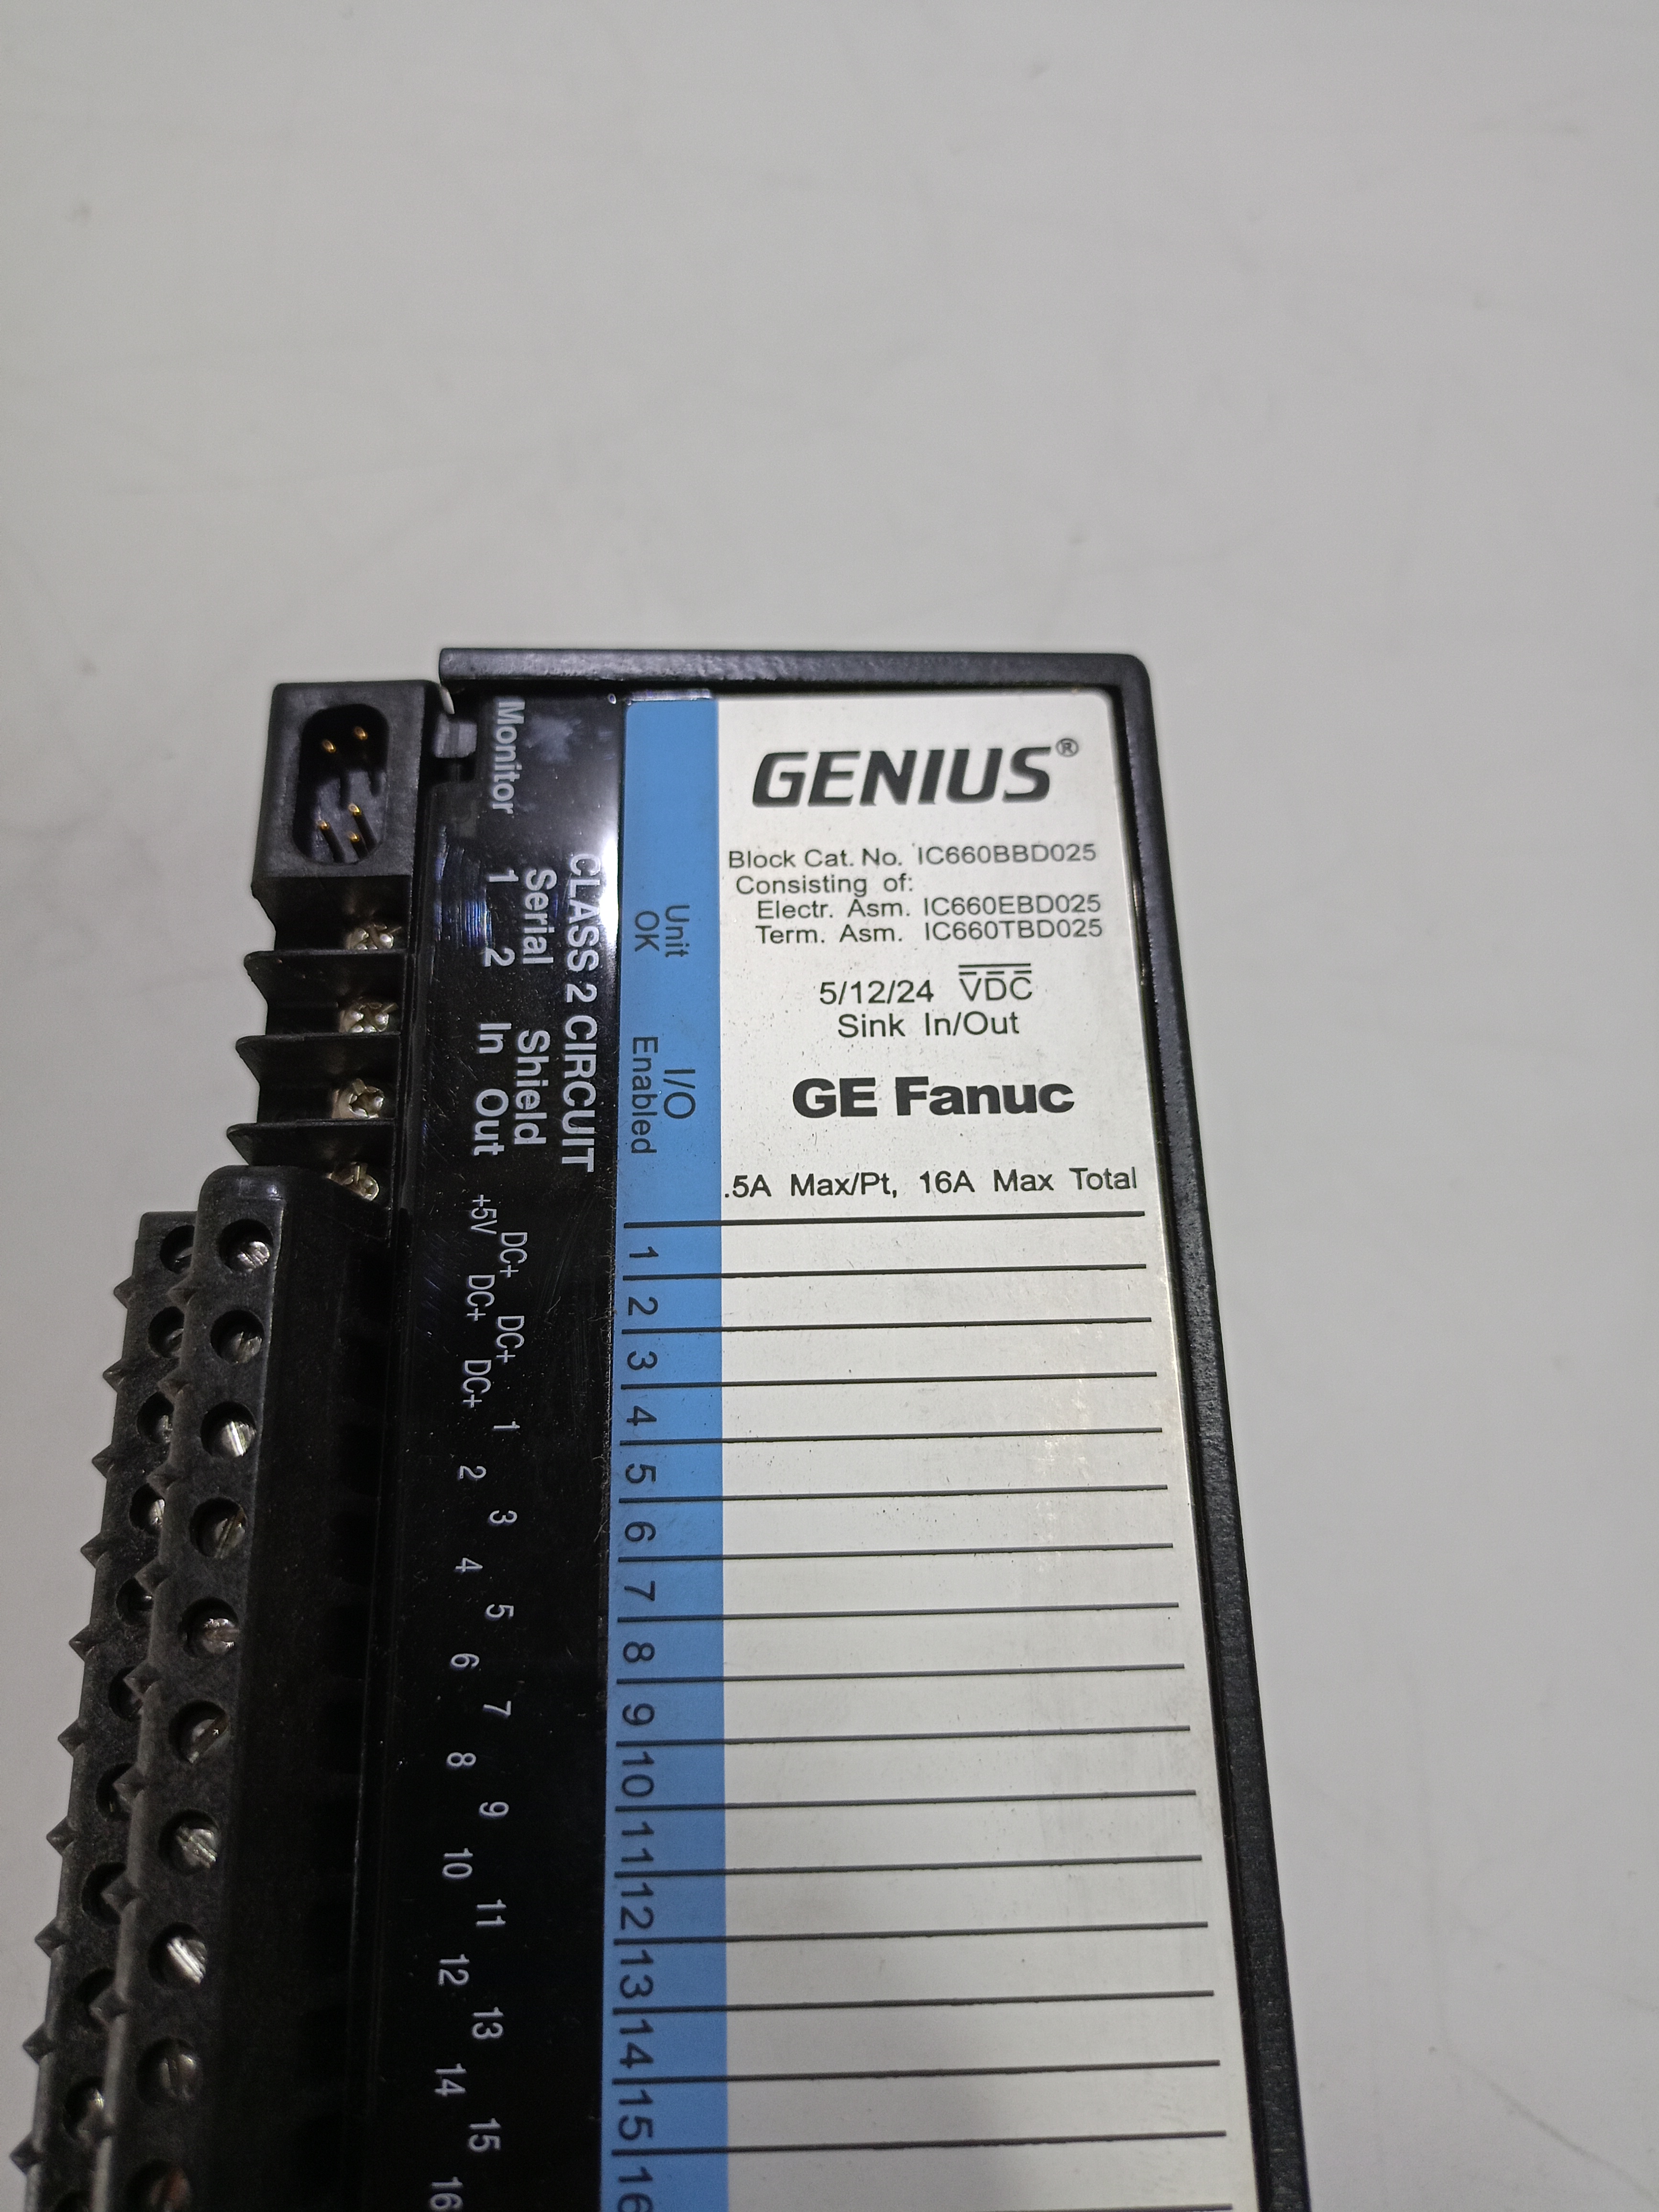 GENIUS®
Block Cat. No. IC660BBD025
Consisting of:
Electr. Asm. IC660EBD025
Term. Asm. IC660TBD025
5/12/24 VDC
Sink In/Out
GE Fanuc
.5A Max/Pt, 16A Max Total
Unit
OK
I/O
Enabled
1
2
3
4
5
6
7
8
9
10
11
12
13
14
15
16
CLASS 2 CIRCUIT
Monitor
Serial
1 2
Shield
In Out
DC+ DC+ 1 3 5 7 9 11 13 15
+5V DC+ DC+ 2 4 6 8 10 12 14 16